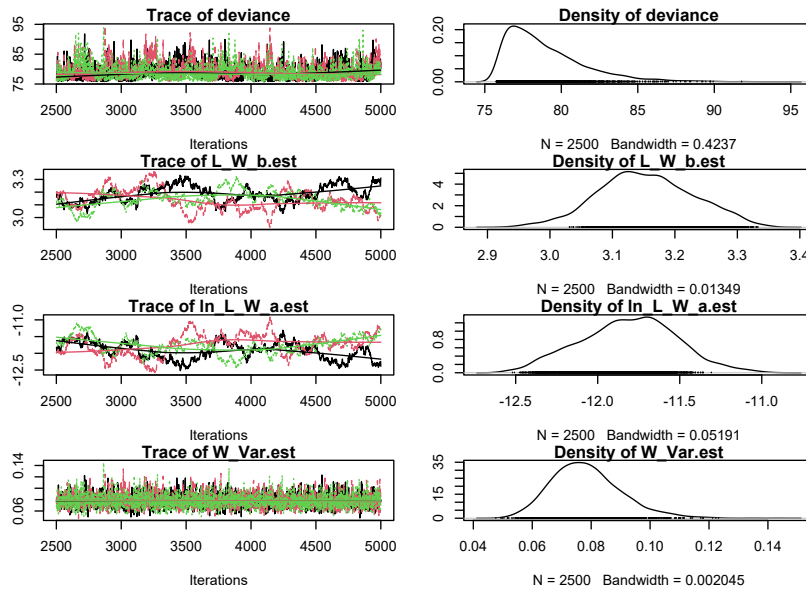 Trace of deviance
75 85 95
2500 3000 3500 4000 4500 5000
Iterations
Density of deviance
0.00 0.20
75 80 85 90 95
N = 2500 Bandwidth = 0.4237
Trace of L_W_b.est
3.0 3.3
2500 3000 3500 4000 4500 5000
Iterations
Density of L_W_b.est
0 2 4
2.9 3.0 3.1 3.2 3.3 3.4
N = 2500 Bandwidth = 0.01349
Trace of ln_L_W_a.est
-12.5 -11.0
2500 3000 3500 4000 4500 5000
Iterations
Density of ln_L_W_a.est
0.0 0.8
-12.5 -12.0 -11.5 -11.0
N = 2500 Bandwidth = 0.05191
Trace of W_Var.est
0.06 0.14
2500 3000 3500 4000 4500 5000
Iterations
Density of W_Var.est
0 15 35
0.04 0.06 0.08 0.10 0.12 0.14
N = 2500 Bandwidth = 0.002045